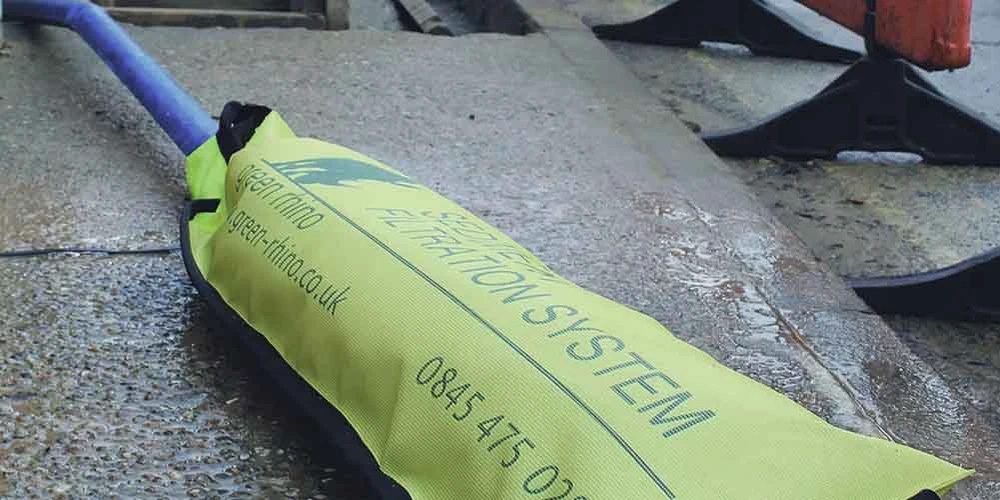 green rhino
.green-rhino.co.uk
FILTRATION SYSTEM
0845 475